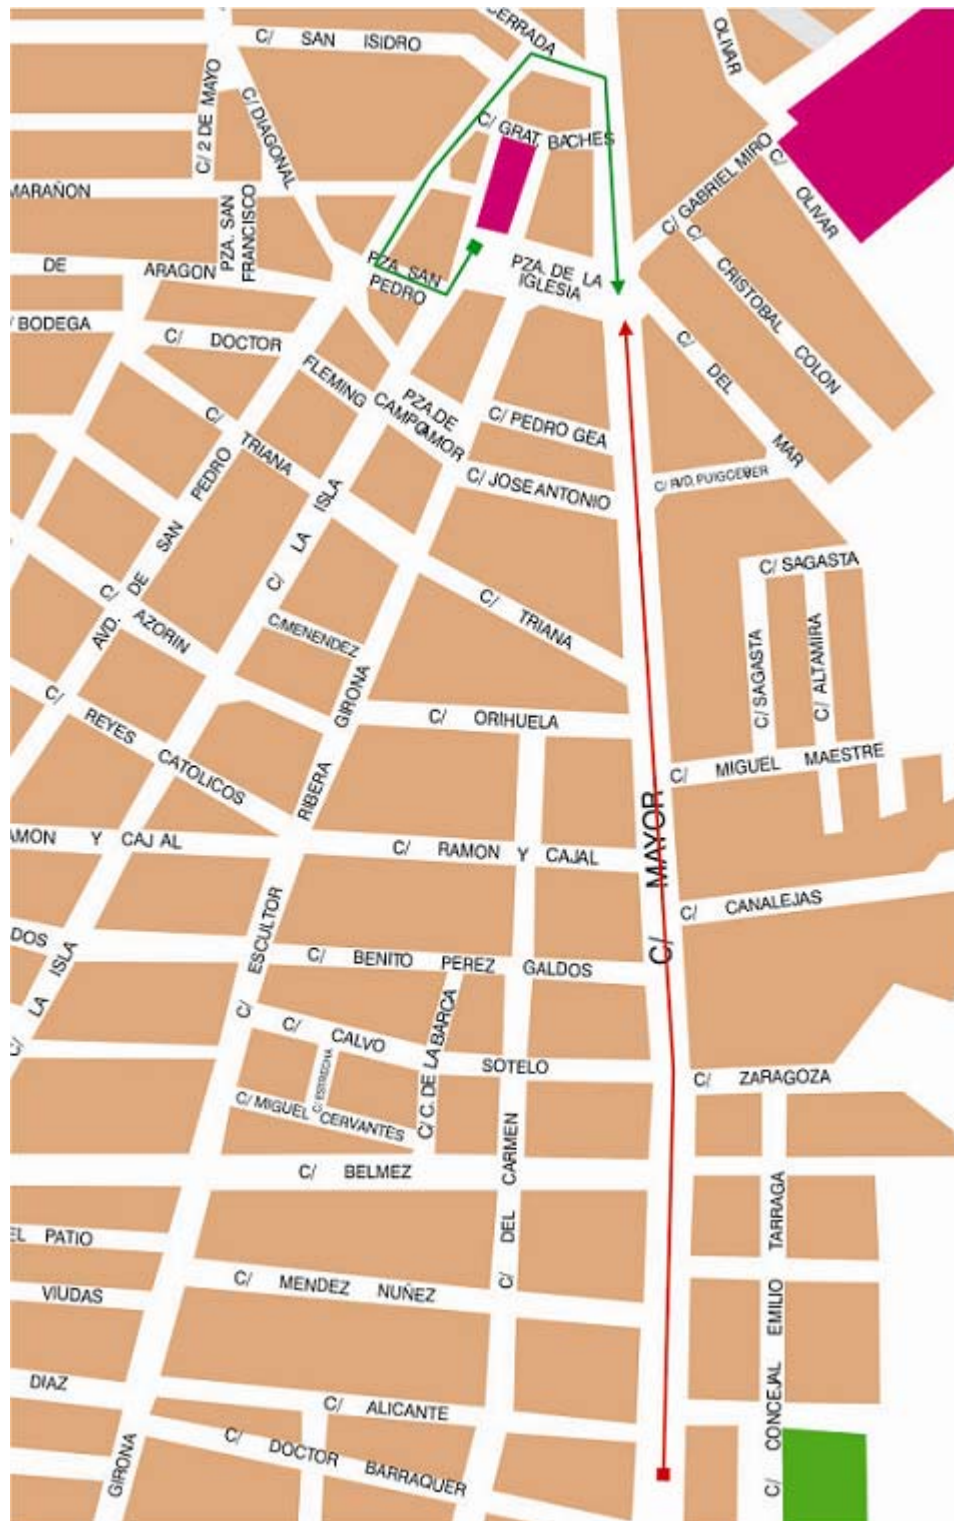 CERRADA
C/ SAN ISIDRO
OLIVAR
C/ 2 DE MAYO
C/ DIAGONAL
C/ GRAT. BACHES
C/ GABRIEL MIRO
C/ OLIVAR
MARAÑON
PZA. SAN
FRANCISCO
C/ CRISTOBAL COLON
PZA. SAN
PEDRO
PZA. DE LA
IGLESIA
DE ARAGON
/ BODEGA
C/ DOCTOR FLEMING
C/ DEL MAR
PZA.DE
CAMPOAMOR
C/ PEDRO GEA
C/ TRIANA
C/ JOSE ANTONIO
AVD. DE SAN PEDRO
C/ LA ISLA
C/ SAGASTA
C/ AZORIN
C/ TRIANA
C/MENENDEZ
C/ SAGASTA
C/ ALTAMIRA
C/ REYES CATOLICOS
C/ ORIHUELA
C/ MIGUEL MAESTRE
C/ MAYOR
AMON Y CAJAL
C/ RAMON Y CAJAL
C/ CANALEJAS
C/ ESCULTOR RIBERA GIRONA
DOS
C/ BENITO PEREZ GALDOS
C/ LA ISLA
C/ CALVO SOTELO
C/ C. DE LA BARCA
C/ ESTRECHA
C/ ZARAGOZA
C/ MIGUEL CERVANTES
C/ BELMEZ
C/ DEL CARMEN
EL PATIO
C/ MENDEZ NUÑEZ
VIUDAS
C/ CONCEJAL EMILIO TARRAGA
DIAZ
C/ ALICANTE
C/ DOCTOR BARRAQUER
GIRONA